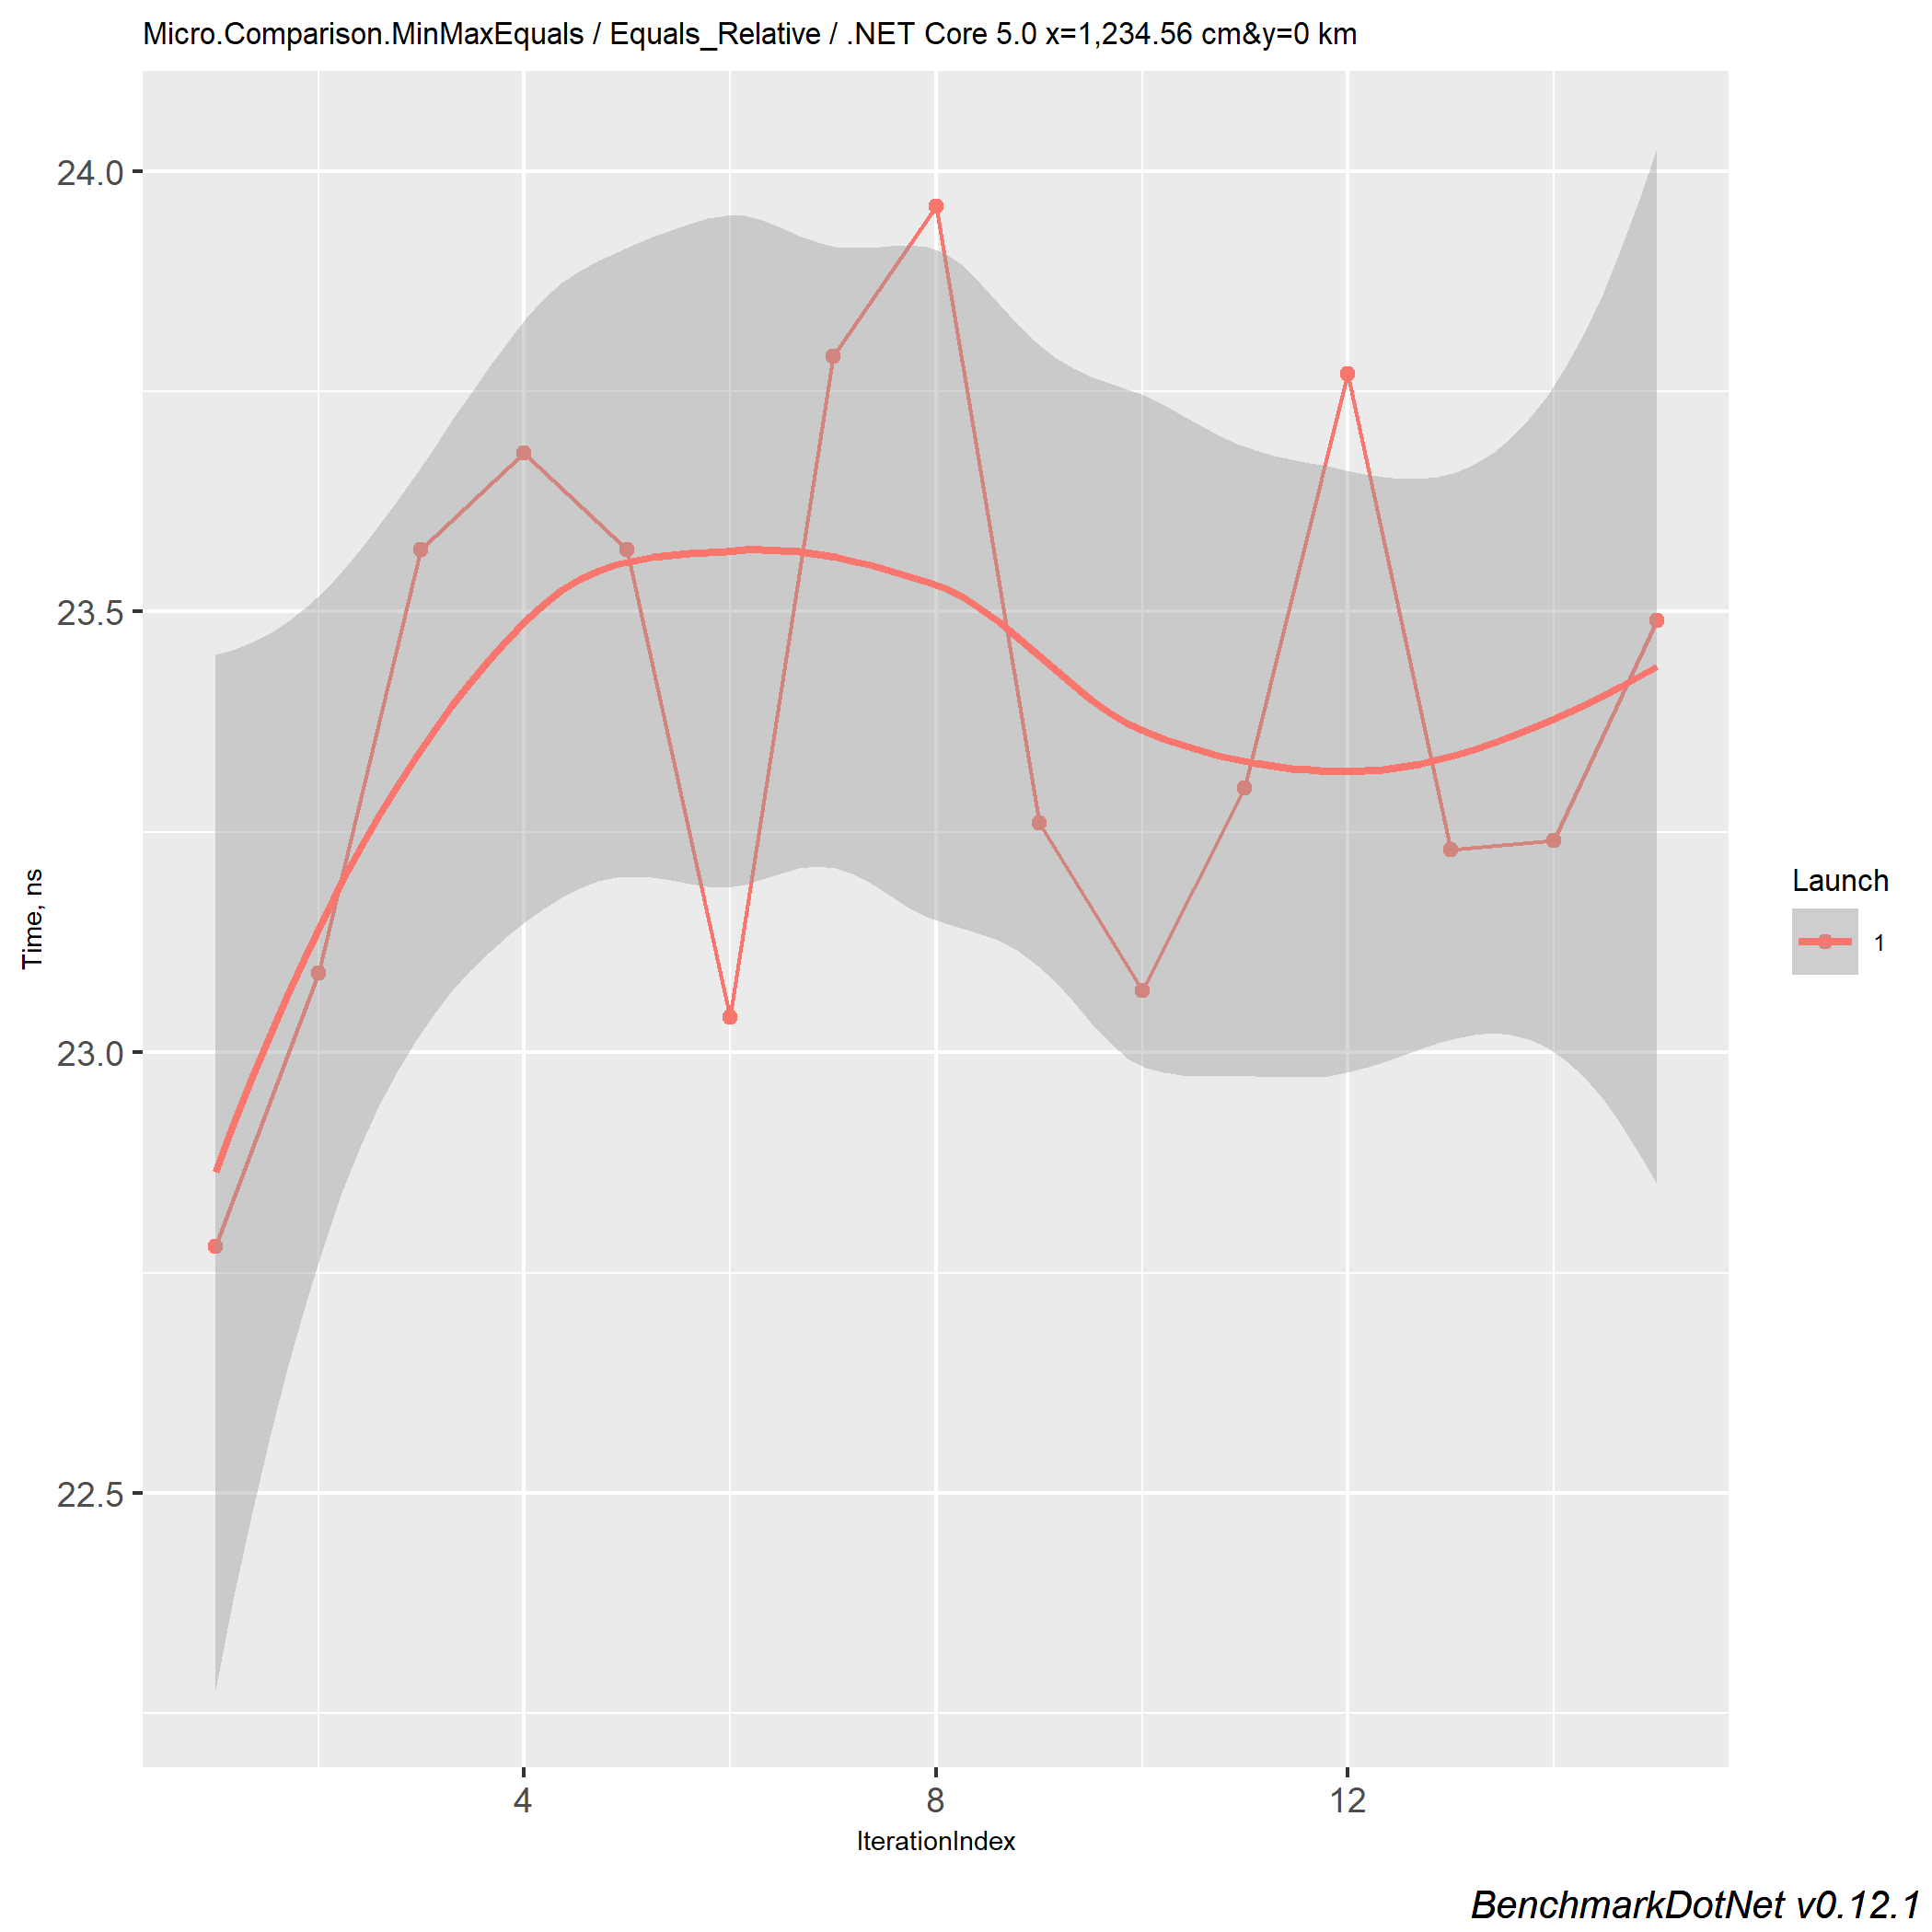 Micro.Comparison.MinMaxEquals / Equals_Relative / .NET Core 5.0 x=1,234.56 cm&y=0 km
24.0
23.5
23.0
22.5
Time, ns
4
8
12
IterationIndex
Launch
1
BenchmarkDotNet v0.12.1